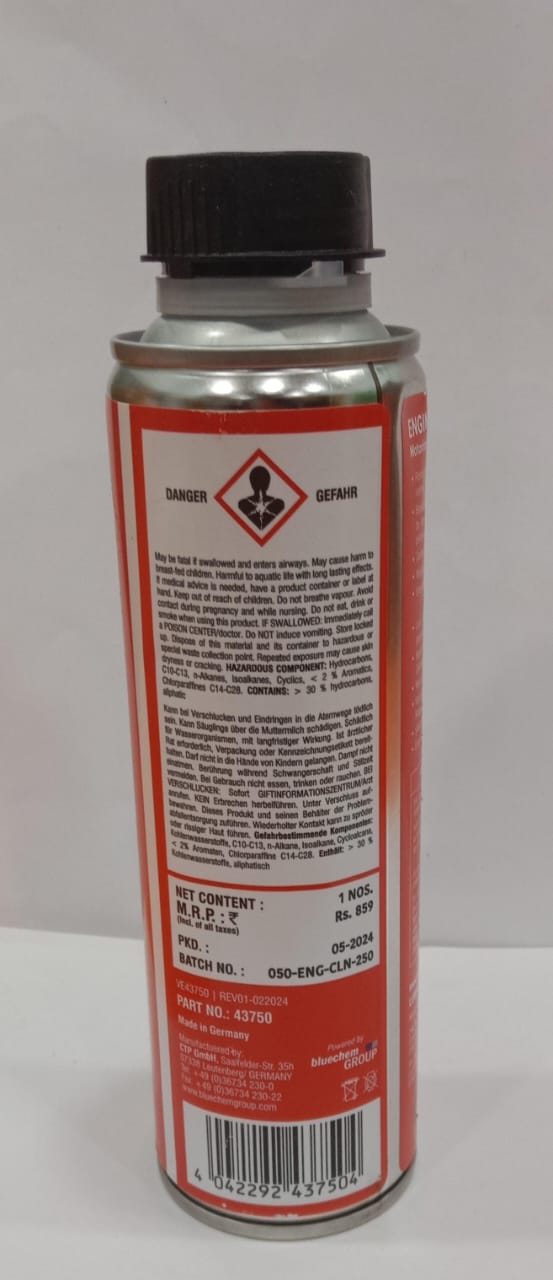 DANGER
GEFAHR
May be fatal if swallowed and enters airways. May cause harm to
breast-fed children. Harmful to aquatic life with long lasting effects.
If medical advice is needed, have a product container or label at
hand. Keep out of reach of children. Do not breathe vapour. Avoid
contact during pregnancy and while nursing. Do not eat, drink or
smoke when using this product. IF SWALLOWED: Immediately call
a POISON CENTER/doctor. Do NOT induce vomiting. Store locked
up. Dispose of this material and its container to hazardous or
special waste collection point. Repeated exposure may cause skin
dryness or cracking. HAZARDOUS COMPONENT: Hydrocarbons,
C10-C13, n-Alkanes, Isoalkanes, Cyclics, < 2 % Aromatics,
Chlorparaffines C14-C28. CONTAINS: > 30 % hydrocarbons,
aliphatic
Kann bei Verschlucken und Eindringen in die Atemwege tödlich
sein. Kann Säuglinge über die Muttermilch schädigen. Schädlich
für Wasserorganismen, mit langfristiger Wirkung. Ist ärztlicher
Rat erforderlich, Verpackung oder Kennzeichnungsetikett bereit-
halten. Darf nicht in die Hände von Kindern gelangen. Dampf nicht
einatmen. Berührung während Schwangerschaft und Stillzeit
vermeiden. Bei Gebrauch nicht essen, trinken oder rauchen. BEI
VERSCHLUCKEN: Sofort GIFTINFORMATIONSZENTRUM/Arzt
anrufen. KEIN Erbrechen herbeiführen. Unter Verschluss auf-
bewahren. Dieses Produkt und seinen Behälter der Problem-
abfallentsorgung zuführen. Wiederholter Kontakt kann zu spröder
oder rissiger Haut führen. Gefahrbestimmende Komponenten:
Kohlenwasserstoffe, C10-C13, n-Alkane, Isoalkane, Cycloalkane,
< 2% Aromaten, Chlorparaffine C14-C28. Enthält: > 30 %
Kohlenwasserstoffe, aliphatisch
NET CONTENT : 1 NOS.
M.R.P. : ₹ Rs. 859
(Incl. of all taxes)
PKD. : 05-2024
BATCH NO. : 050-ENG-CLN-250
VE43750 | REV01-022024
PART NO.: 43750
Made in Germany
Manufactuered by:
CTP GmbH, Saalfelder-Str. 35h
07338 Leutenberg/ GERMANY
Tel. +49 (0)36734 230-0
Fax. +49 (0)36734 230-22
www.bluechemgroup.com
Powered by
bluechem
GROUP
4 042292 437504
ENGIN